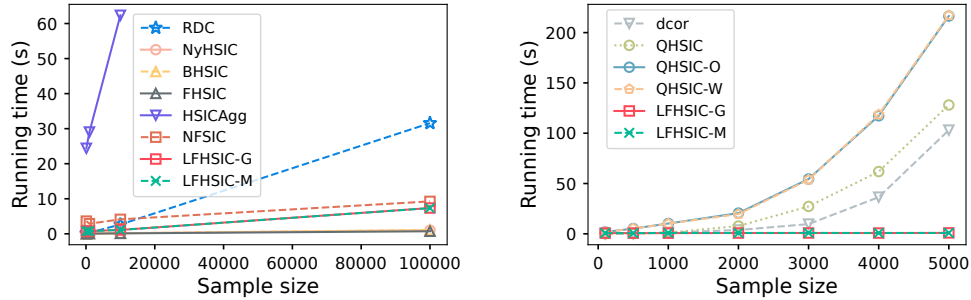 Running time (s)
60
50
40
30
20
10
0
RDC
NyHSIC
BHSIC
FHSIC
HSICAgg
NFSIC
LFHSIC-G
LFHSIC-M
0 20000 40000 60000 80000 100000
Sample size
Running time (s)
200
150
100
50
0
dcor
QHSIC
QHSIC-O
QHSIC-W
LFHSIC-G
LFHSIC-M
0 1000 2000 3000 4000 5000
Sample size